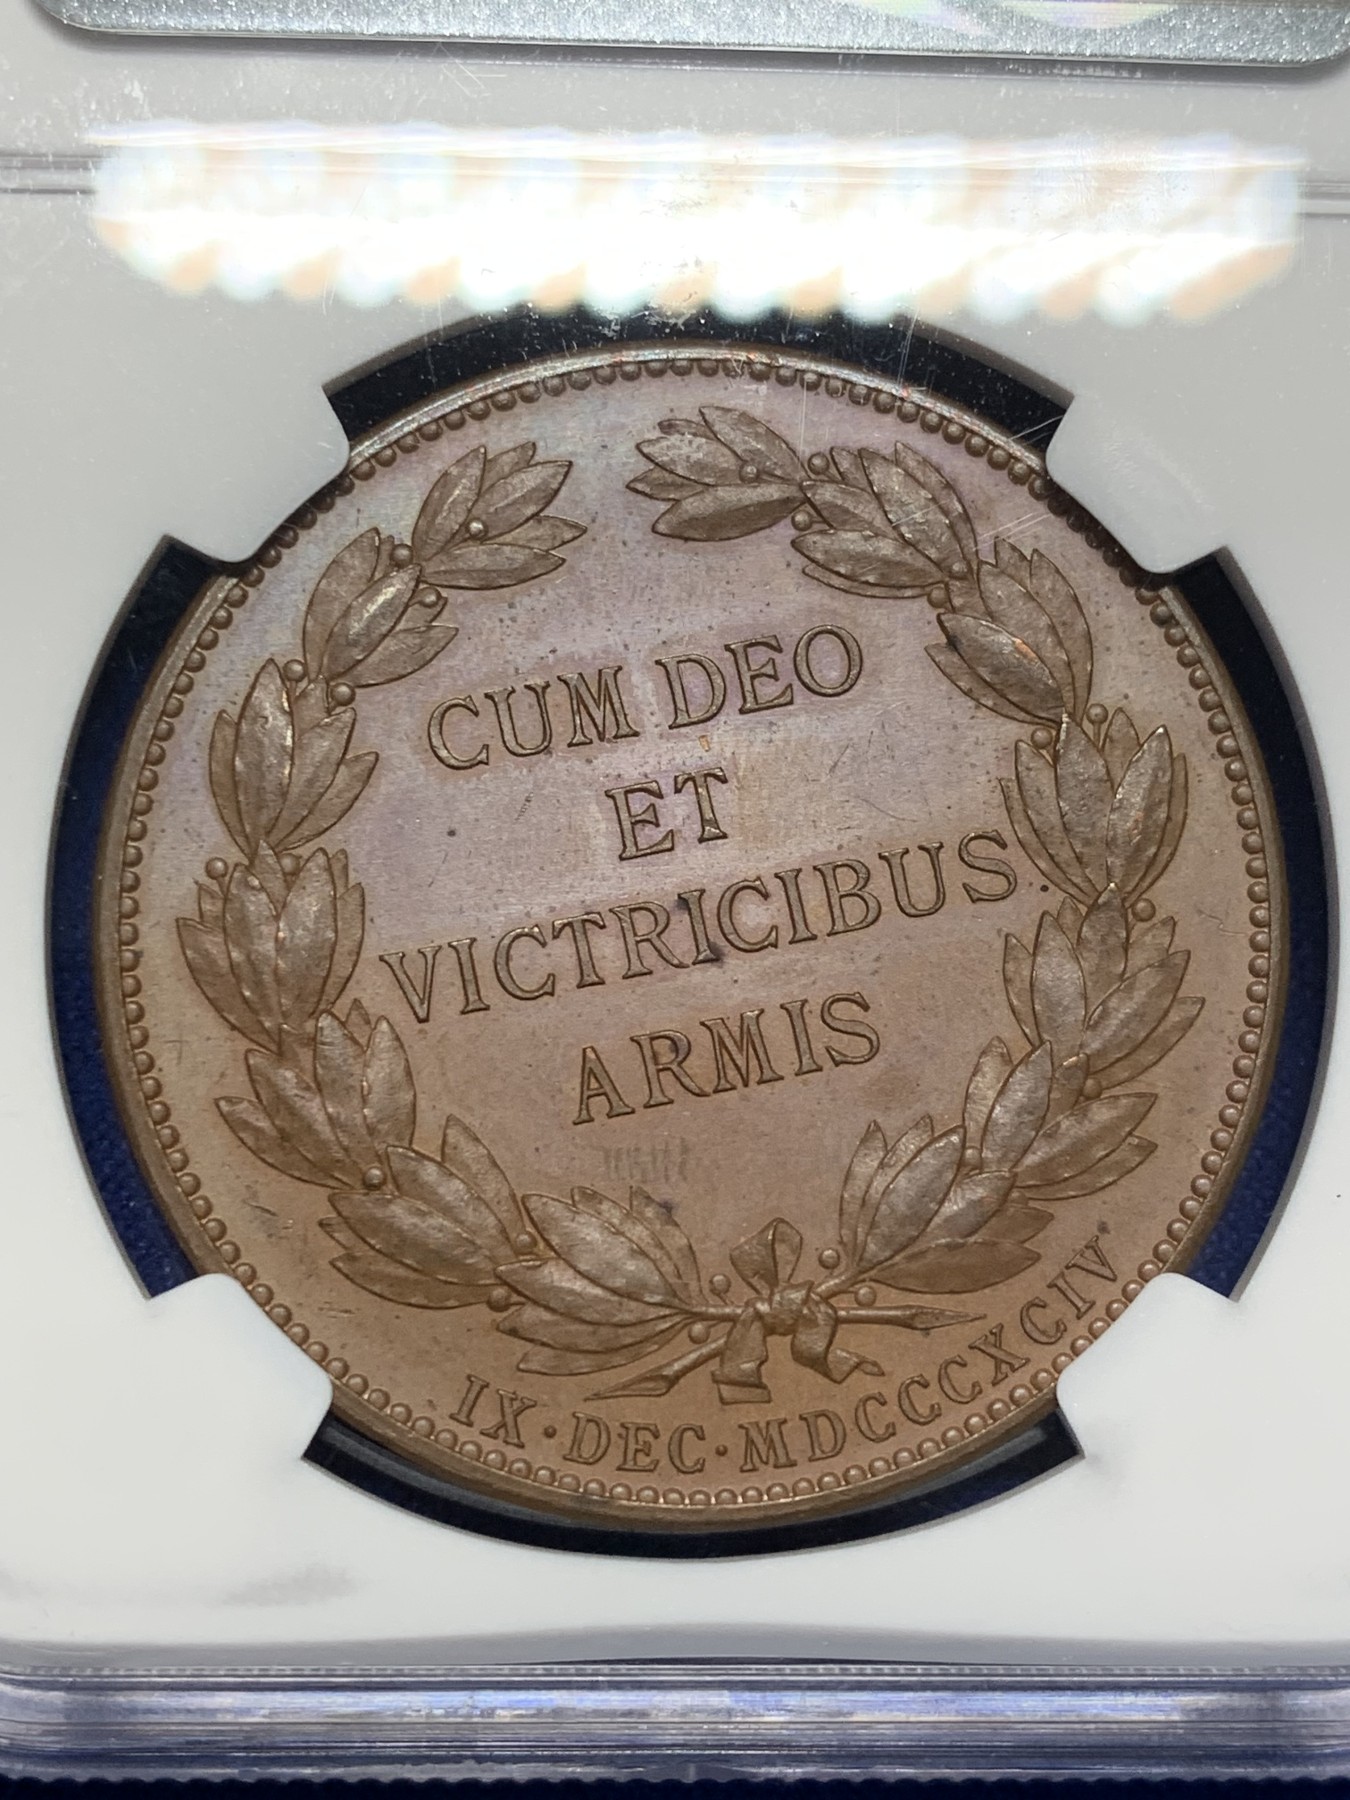 CUM DEO
ET
VICTRICIBUS
ARMIS
IX·DEC·MDCCCXCIV